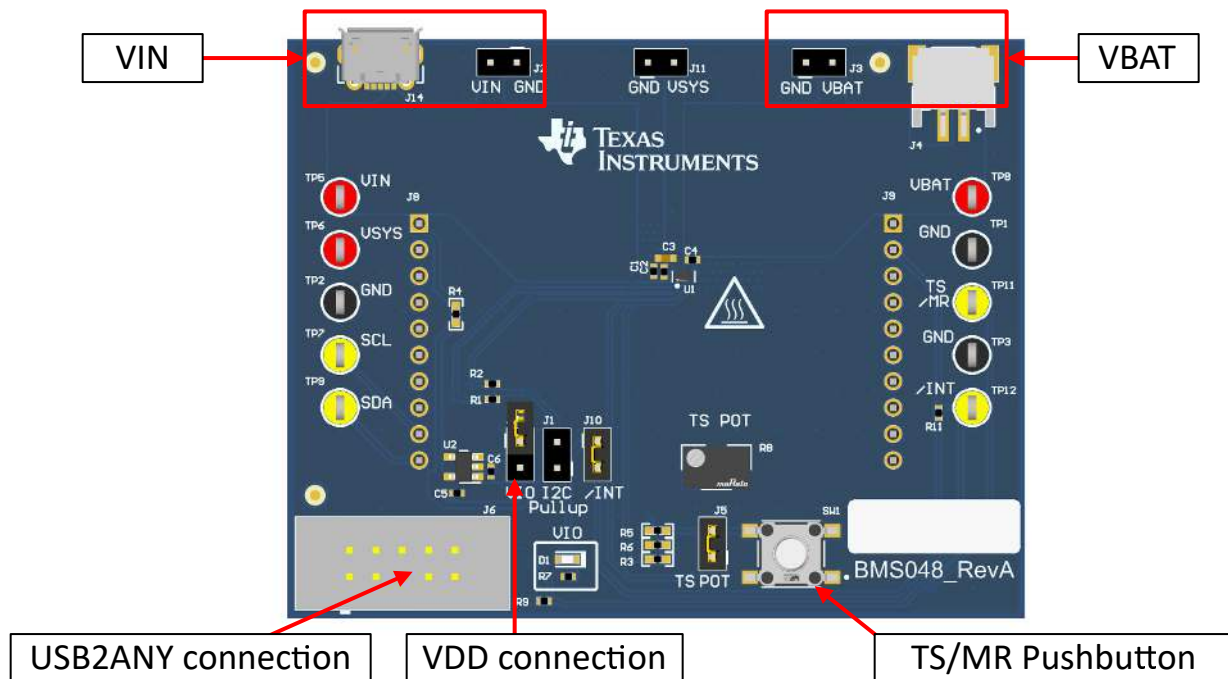 VIN
VBAT
J14
J2
VIN GND
J11
GND VSYS
J3
GND VBAT
J4
TEXAS
INSTRUMENTS
TP5
VIN
TP6
VSYS
TP2
GND
TP7
SCL
TP9
SDA
J8
R4
C1
C2
C3
C4
U1
J9
VBAT
TP8
GND
TP1
TS
/MR
TP11
GND
TP3
/INT
TP12
R11
R2
R1
J1
J10
U2
C6
C5
I2C
/INT
Pullup
TS POT
R8
muRata
J6
VIO
D1
R7
R9
R5
R6
R3
J5
TS POT
SW1
BMS048_RevA
USB2ANY connection
VDD connection
TS/MR Pushbutton